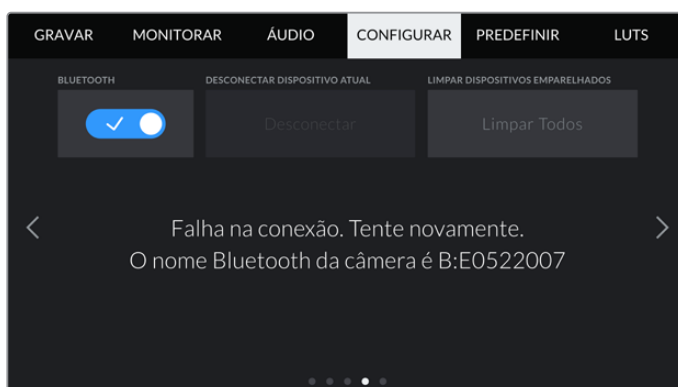 GRAVAR MONITORAR ÁUDIO CONFIGURAR PREDEFINIR LUTS
BLUETOOTH DESCONECTAR DISPOSITIVO ATUAL LIMPAR DISPOSITIVOS EMPARELHADOS
Desconectar Limpar Todos
Falha na conexão. Tente novamente.
O nome Bluetooth da câmera é B:E0522007